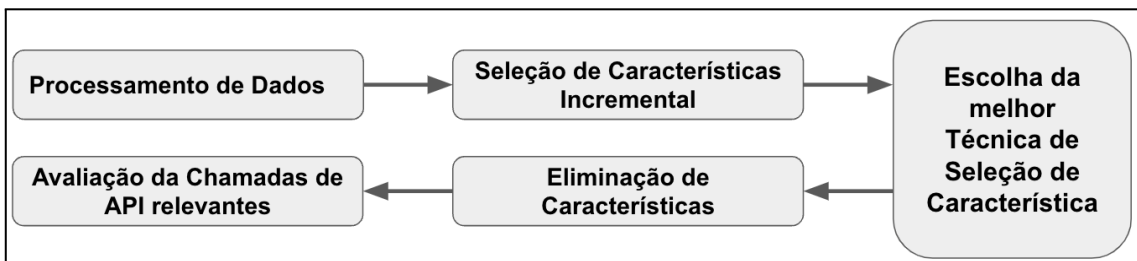 Processamento de Dados
Seleção de Características
Incremental
Escolha da
melhor
Técnica de
Seleção de
Característica
Eliminação de
Características
Avaliação da Chamadas de
API relevantes